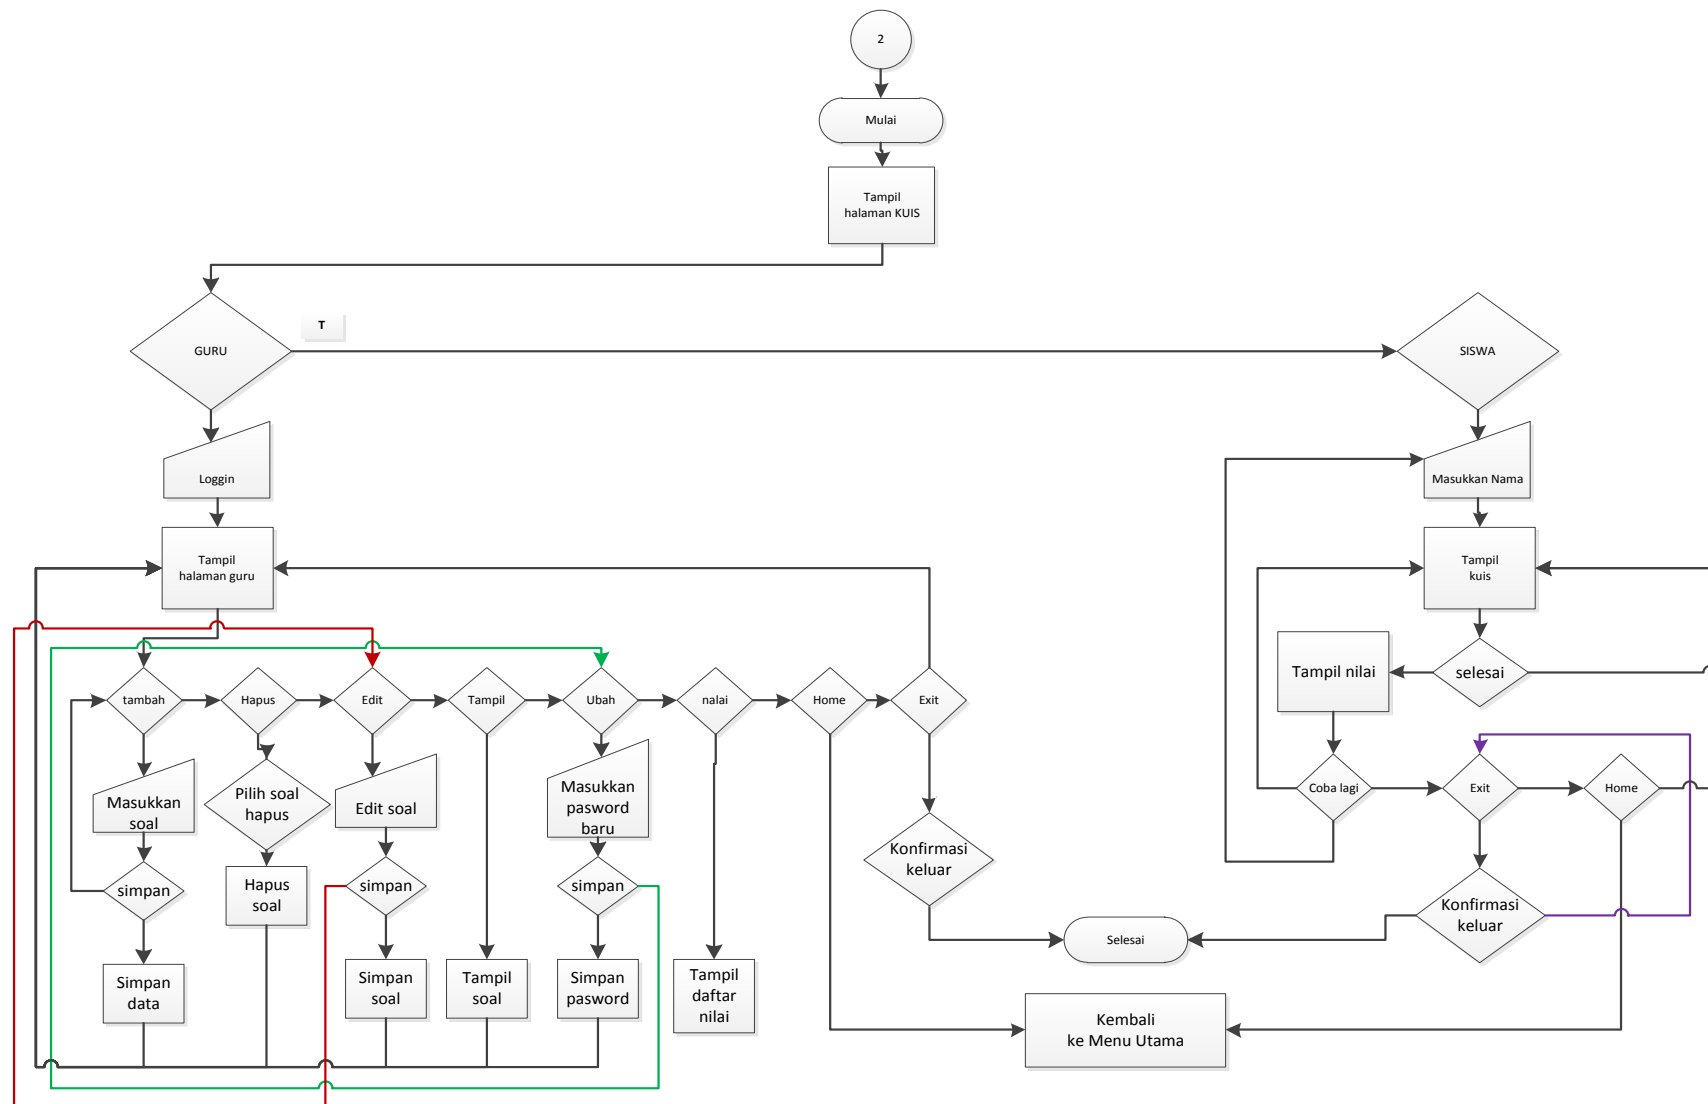 2
Mulai
Tampil
halaman KUIS
T
GURU
SISWA
Loggin
Masukkan Nama
Tampil
halaman guru
Tampil
kuis
Tampil nilai
selesai
tambah
Hapus
Edit
Tampil
Ubah
nalai
Home
Exit
Coba lagi
Exit
Home
Masukkan
soal
Pilih soal
hapus
Edit soal
Masukkan
pasword
baru
Konfirmasi
keluar
simpan
Hapus
soal
simpan
simpan
Konfirmasi
keluar
Selesai
Simpan
data
Simpan
soal
Tampil
soal
Simpan
pasword
Tampil
daftar
nilai
Kembali
ke Menu Utama